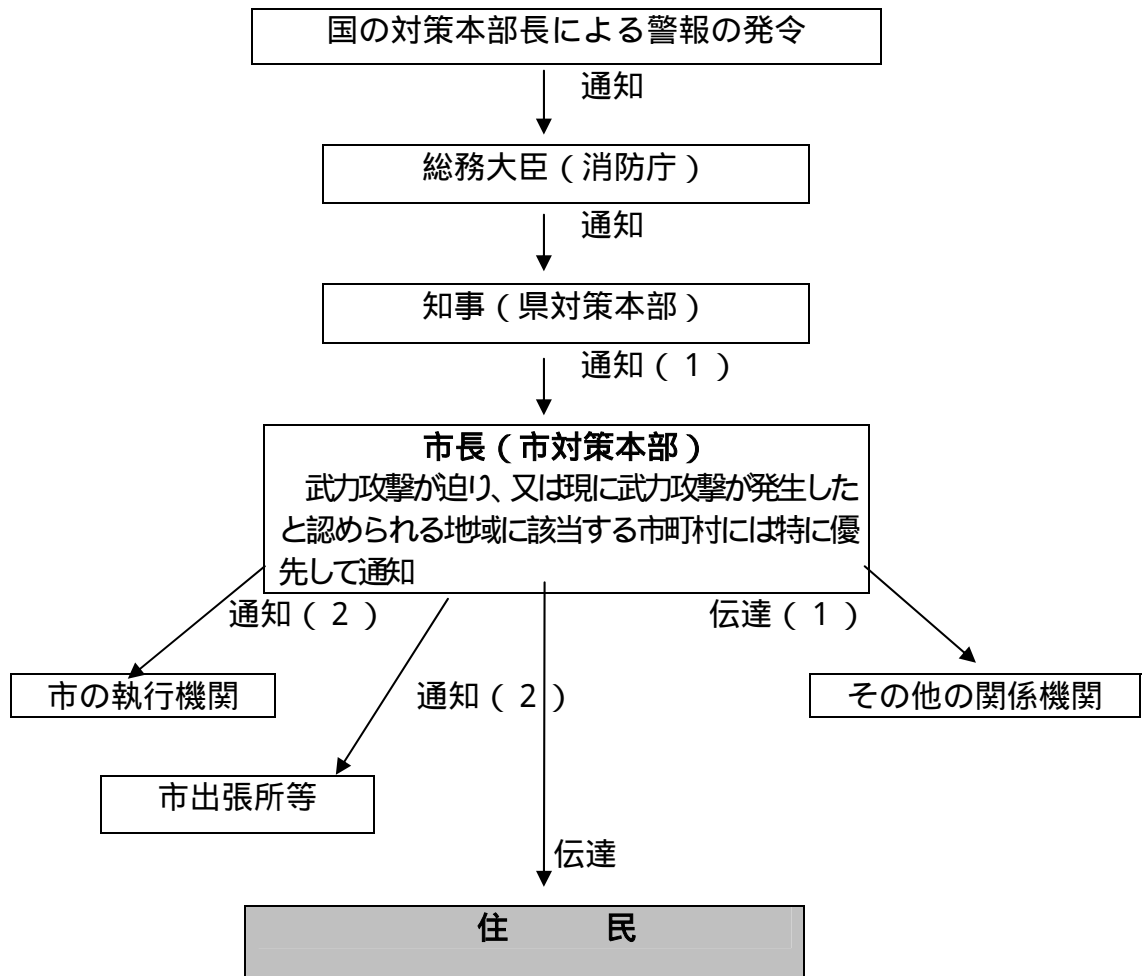 国の対策本部長による警報の発令
通知
総務大臣（消防庁）
通知
知事（県対策本部）
通知（ 1 ）
市長（市対策本部）
武力攻撃が迫り、又は現に武力攻撃が発生した
と認められる地域に該当する市町村には特に優
先して通知
通知（ 2 ）
伝達（ 1 ）
市の執行機関
通知（ 2 ）
その他の関係機関
市出張所等
伝達
住　　　民